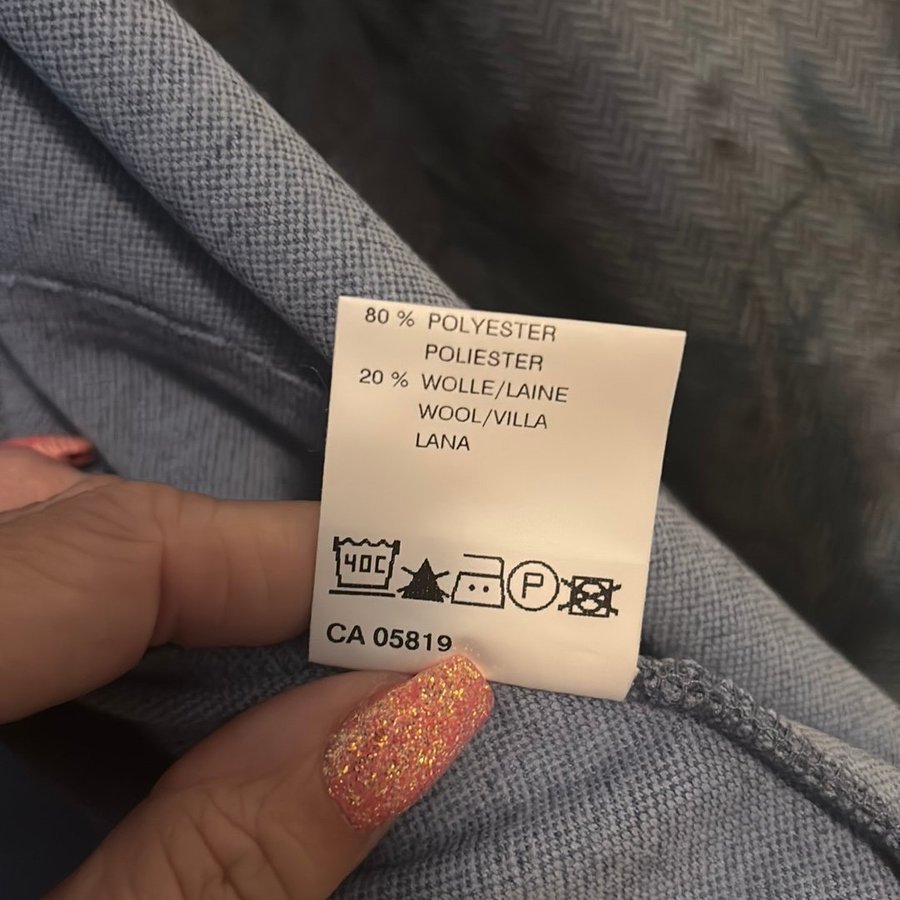 80 % POLYESTER
POLIESTER
20 % WOLLE/LAINE
WOOL/VILLA
LANA
40C P
CA 05819